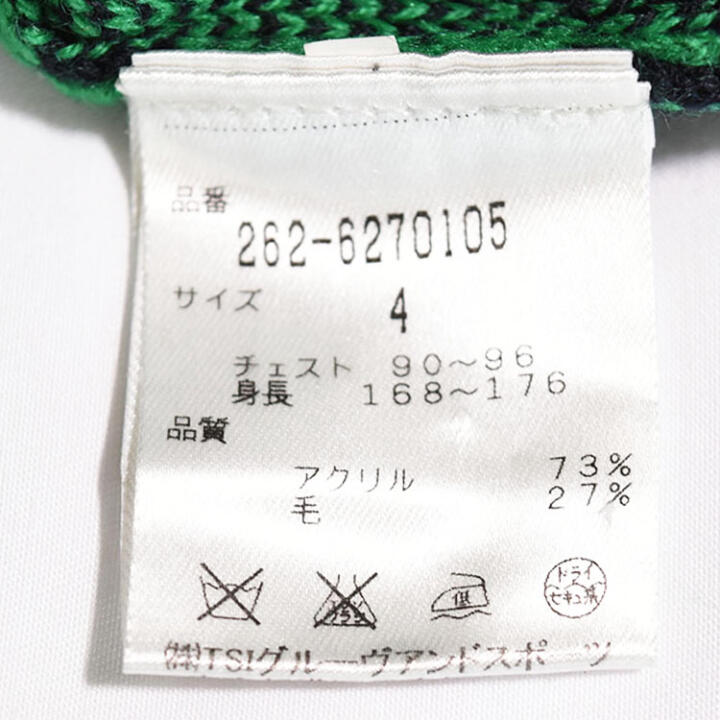 品番
262-6270105
サイズ 4
チェスト 90〜96
身長 168〜176
品質
アクリル 73%
毛 27%
低 ドライ
セキユ系
㈱TSIグルーヴアンドスポーツ